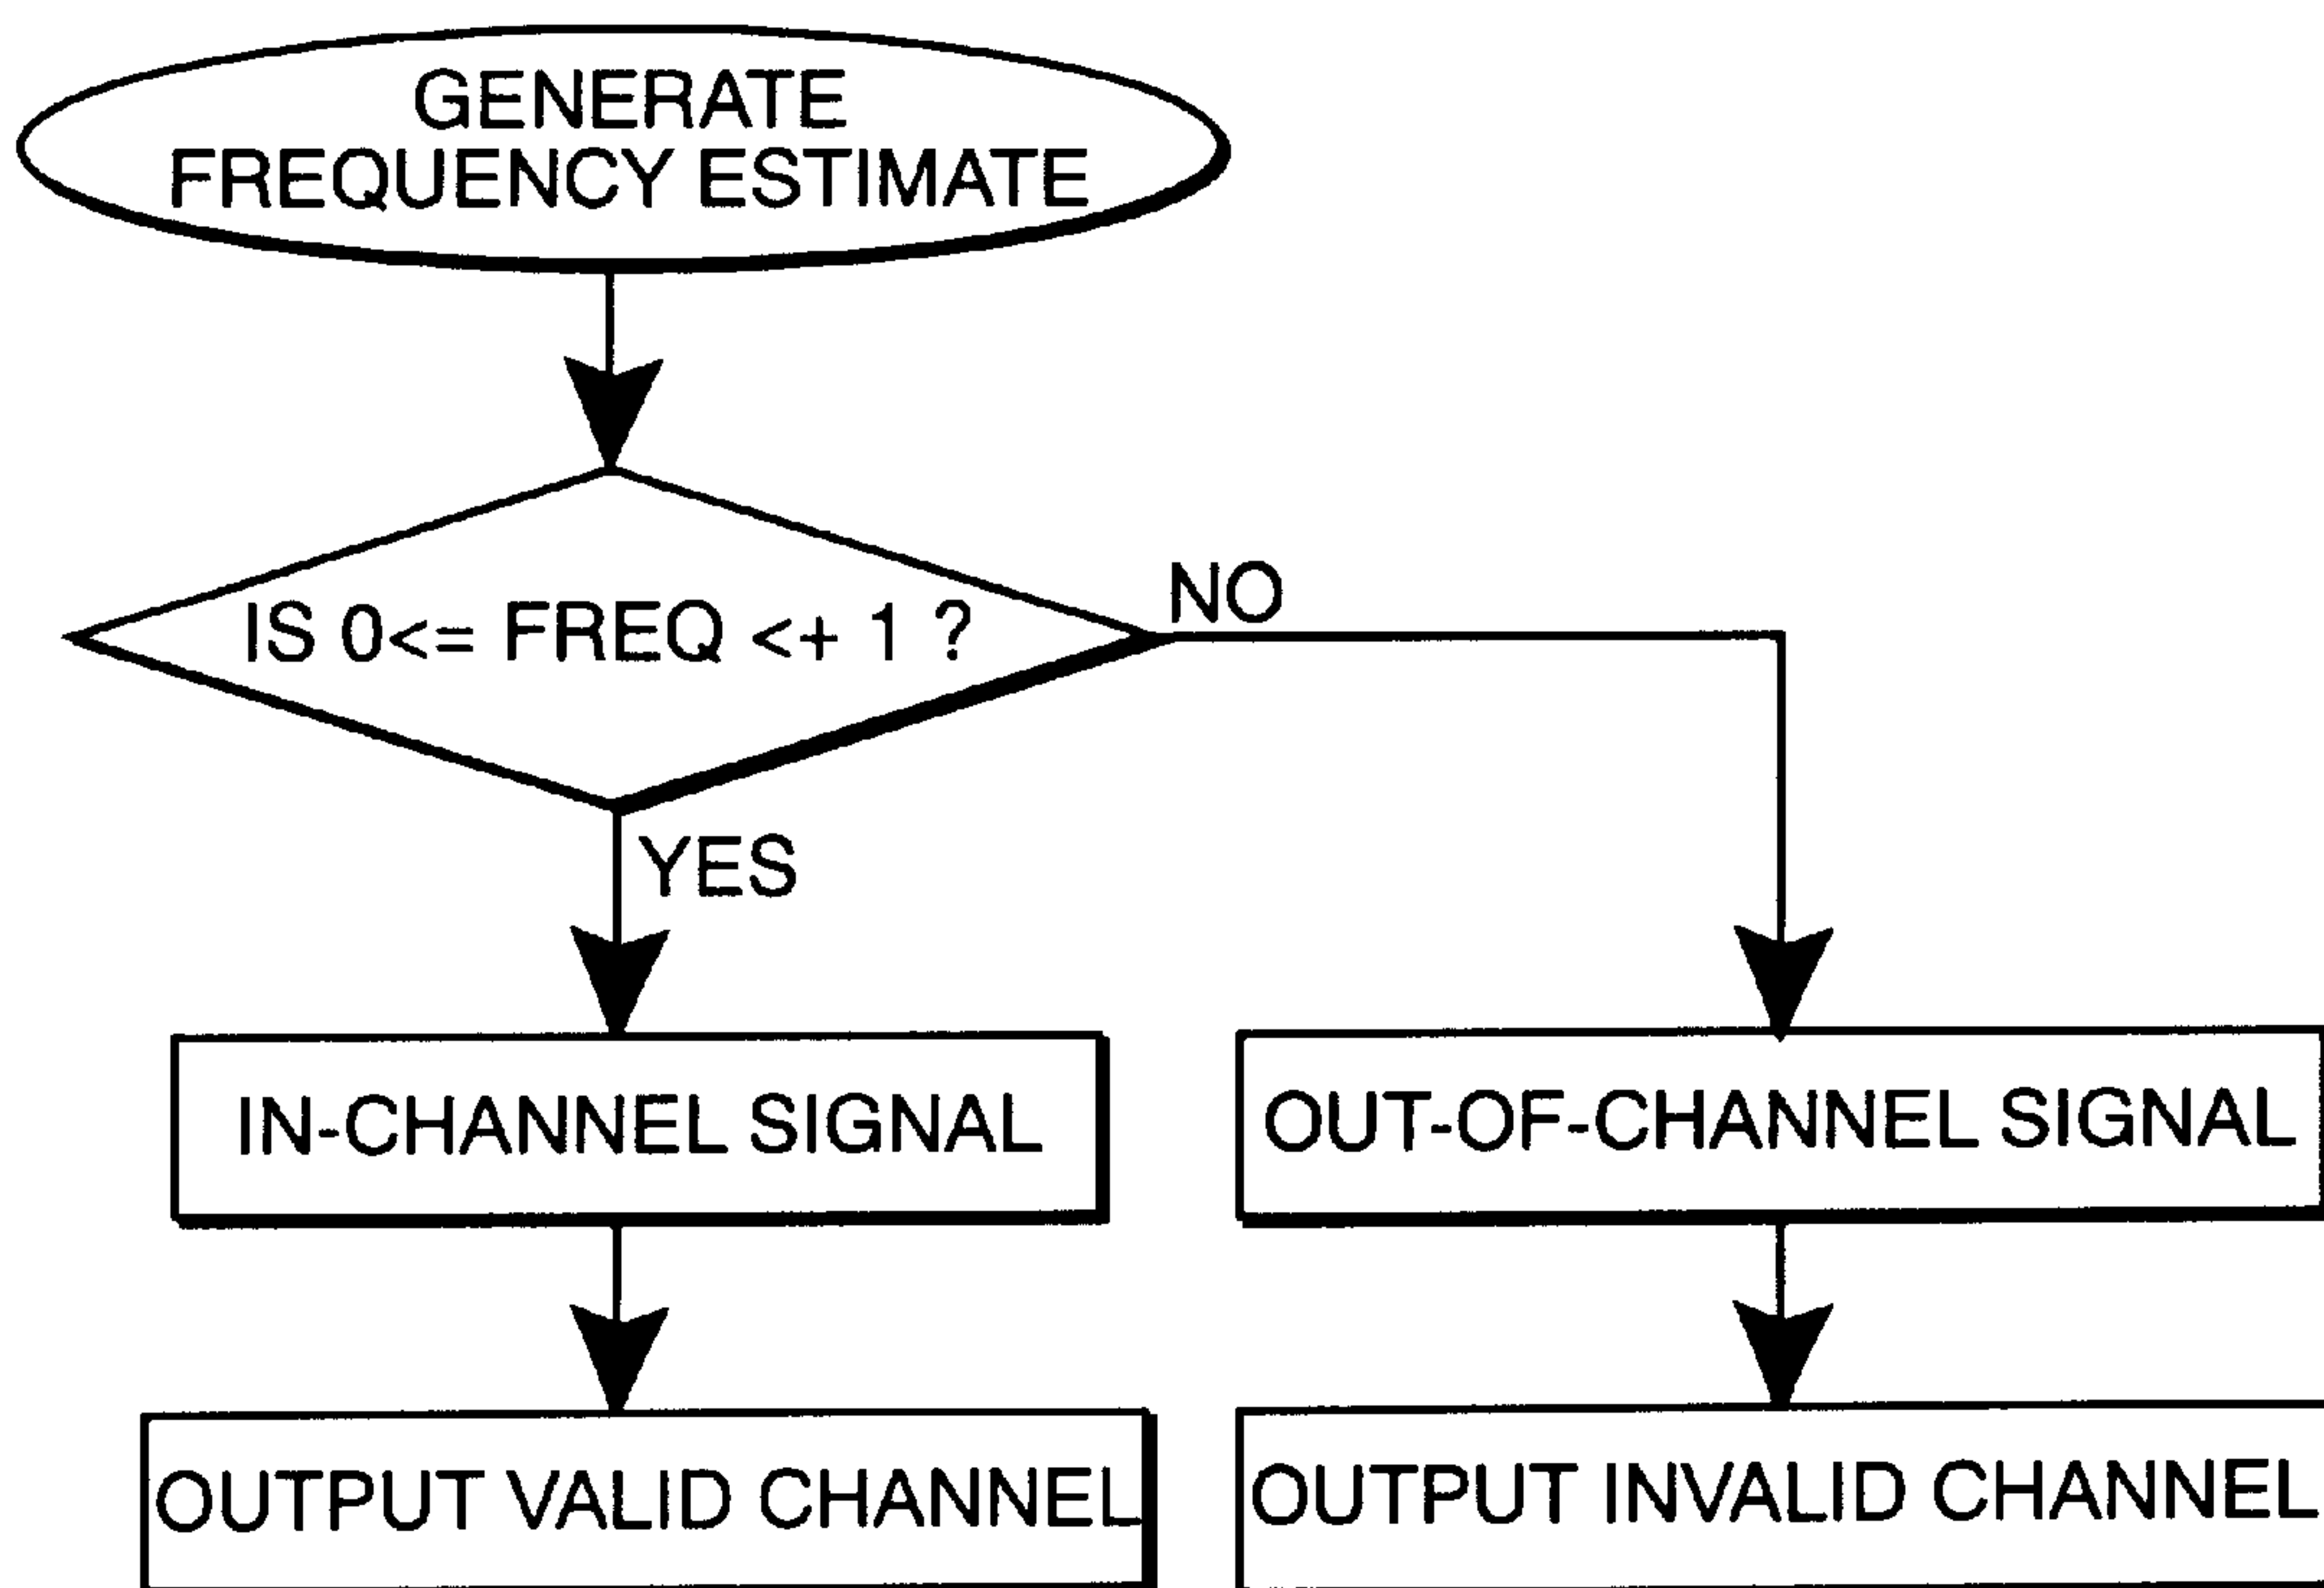 GENERATE
FREQUENCY ESTIMATE
IS 0<= FREQ <+ 1 ?
NO
YES
IN-CHANNEL SIGNAL
OUT-OF-CHANNEL SIGNAL
OUTPUT VALID CHANNEL
OUTPUT INVALID CHANNEL